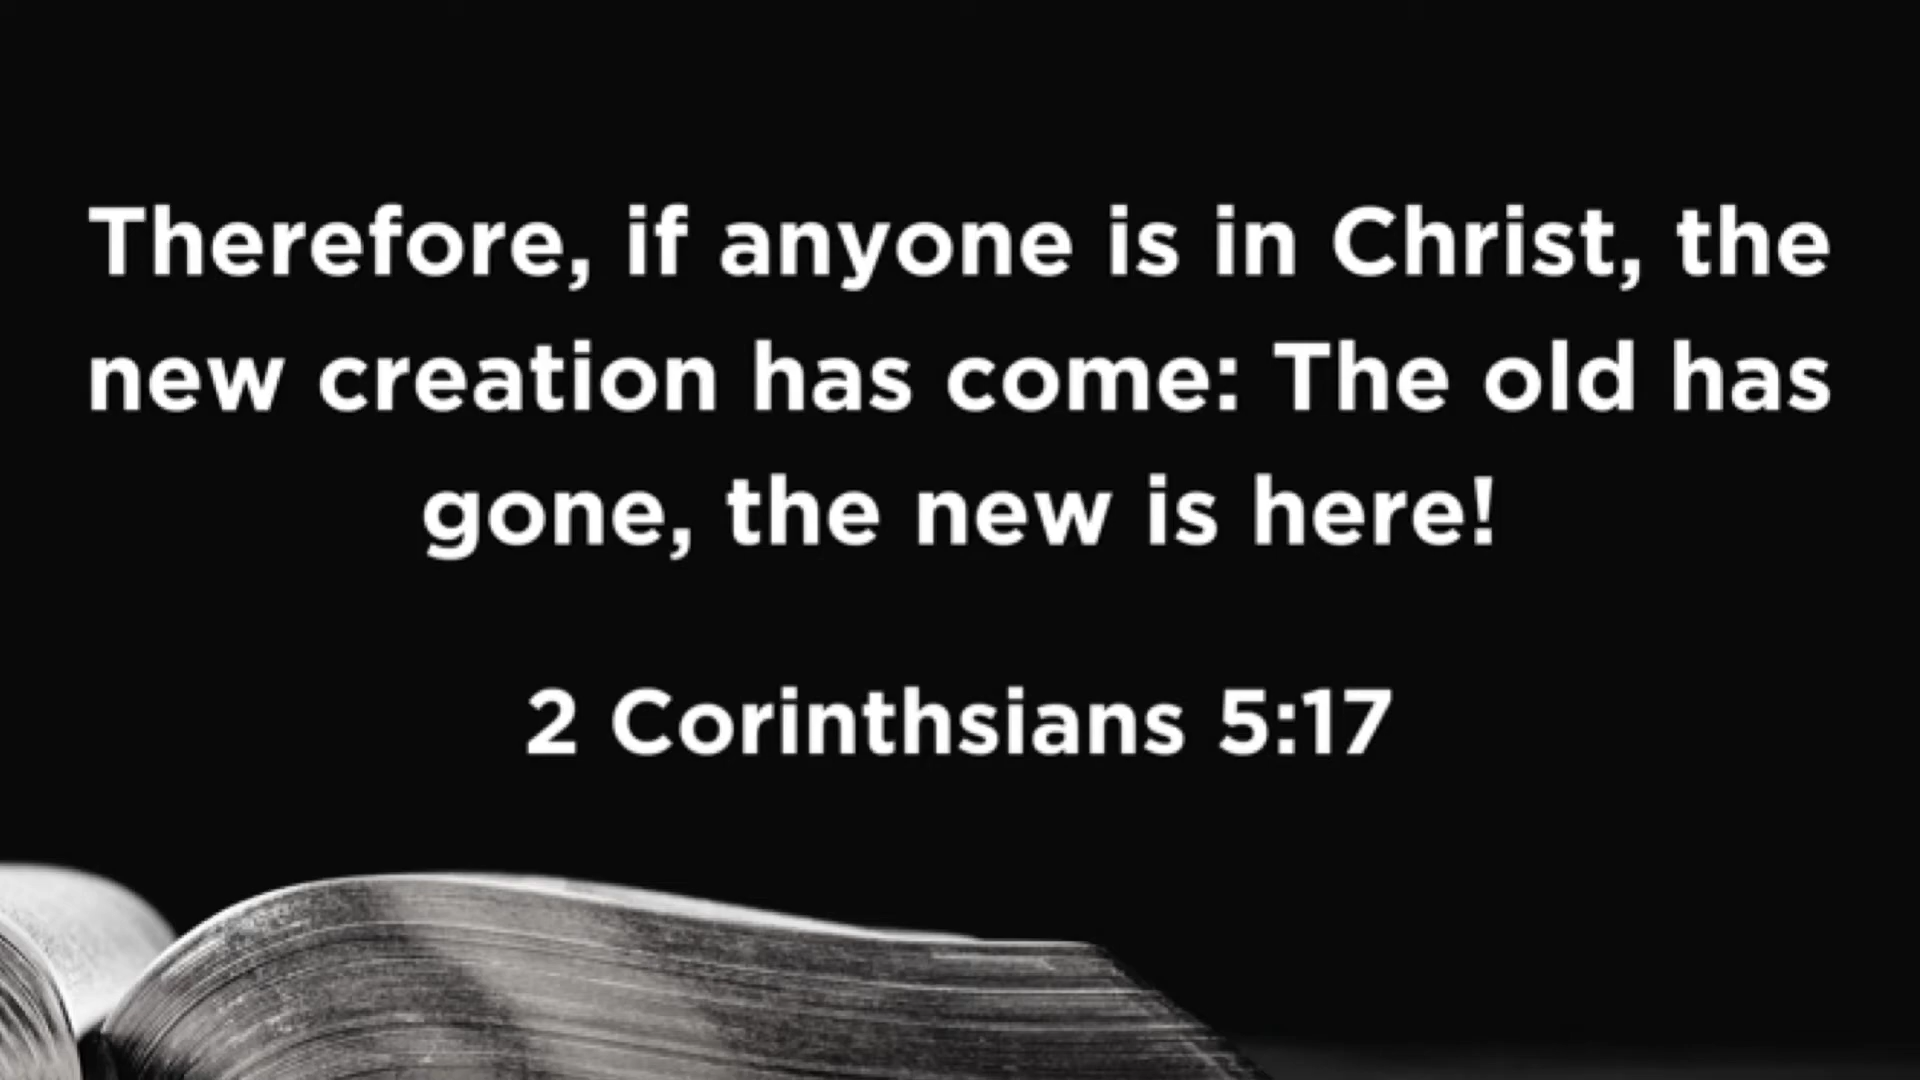 Therefore, if anyone is in Christ, the
new creation has come: The old has
gone, the new is here!
2 Corinthsians 5:17